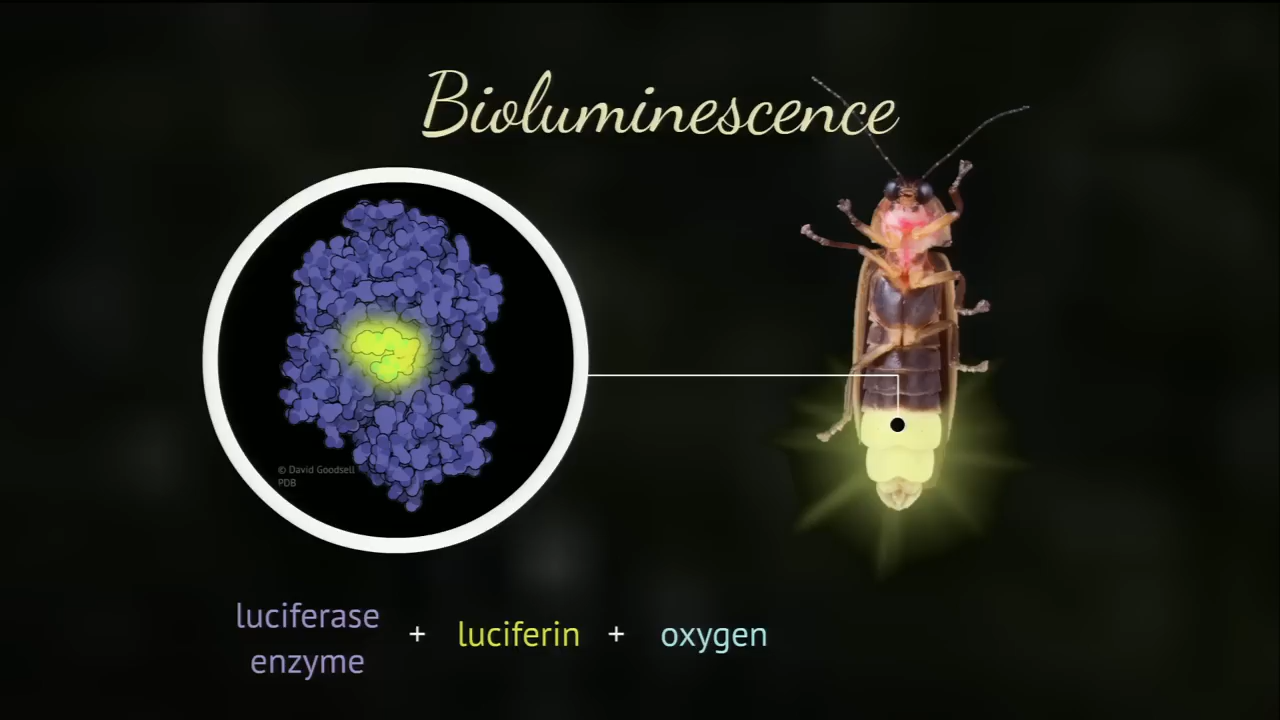 Bioluminescence
© David Goodsell
PDB
luciferase
enzyme
+
luciferin
+
oxygen